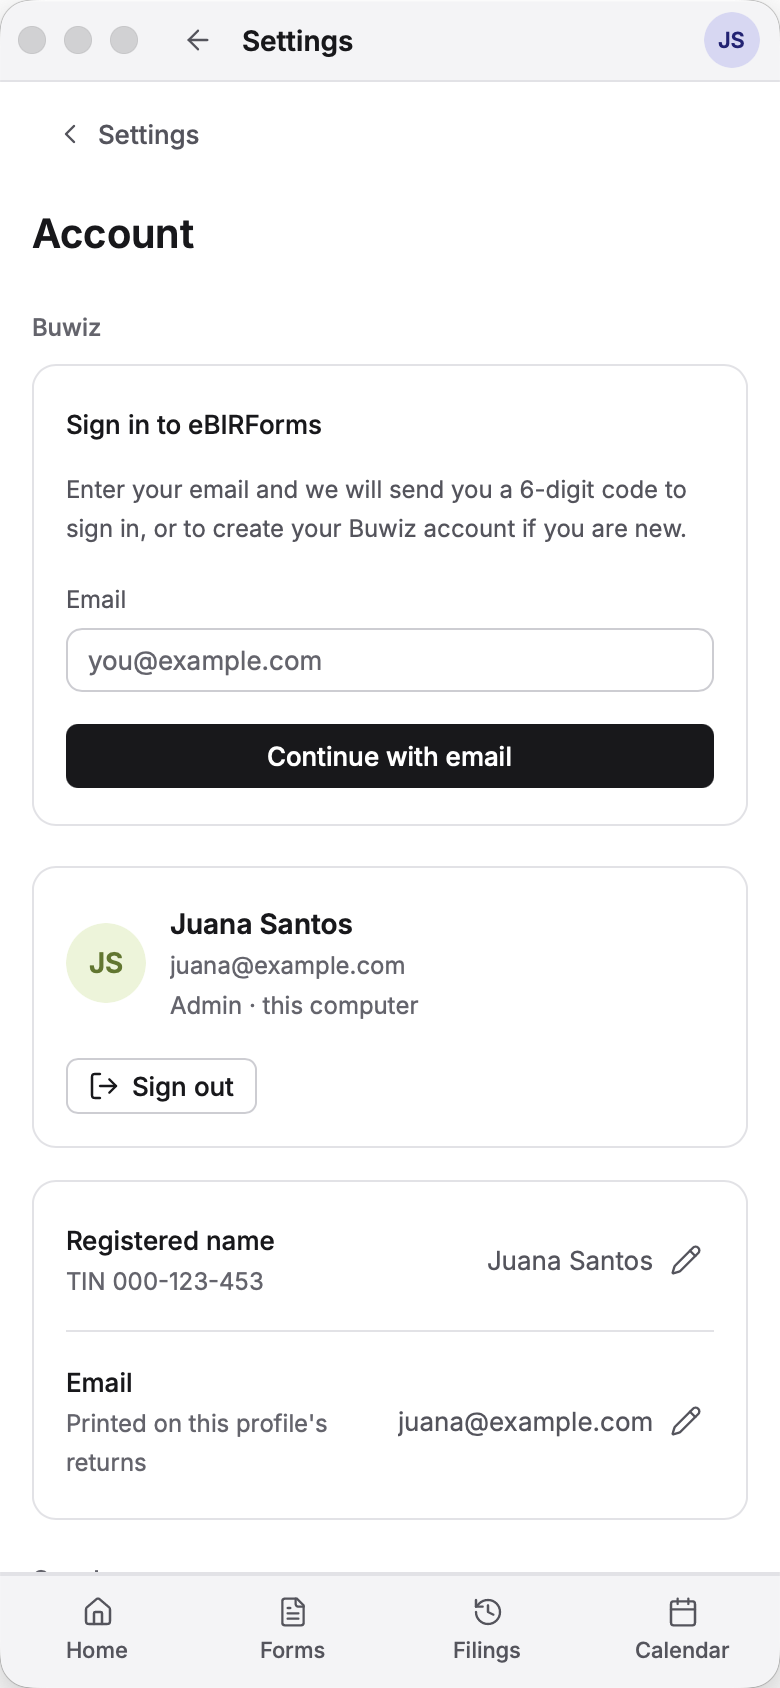 Settings
JS
Settings
Account
Buwiz
Sign in to eBIRForms
Enter your email and we will send you a 6-digit code to
sign in, or to create your Buwiz account if you are new.
Email
you@example.com
Continue with email
JS
Juana Santos
juana@example.com
Admin · this computer
Sign out
Registered name
TIN 000-123-453
Juana Santos
Email
Printed on this profile's
returns
juana@example.com
Home
Forms
Filings
Calendar